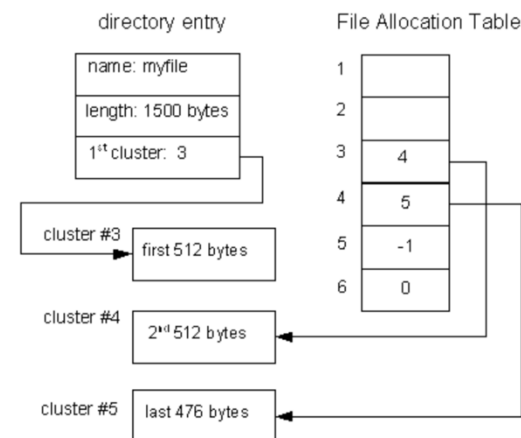 directory entry
File Allocation Table
name: myfile
length: 1500 bytes
1st cluster: 3
1
2
3 4
4 5
5 -1
6 0
cluster #3
first 512 bytes
cluster #4
2nd 512 bytes
cluster #5
last 476 bytes